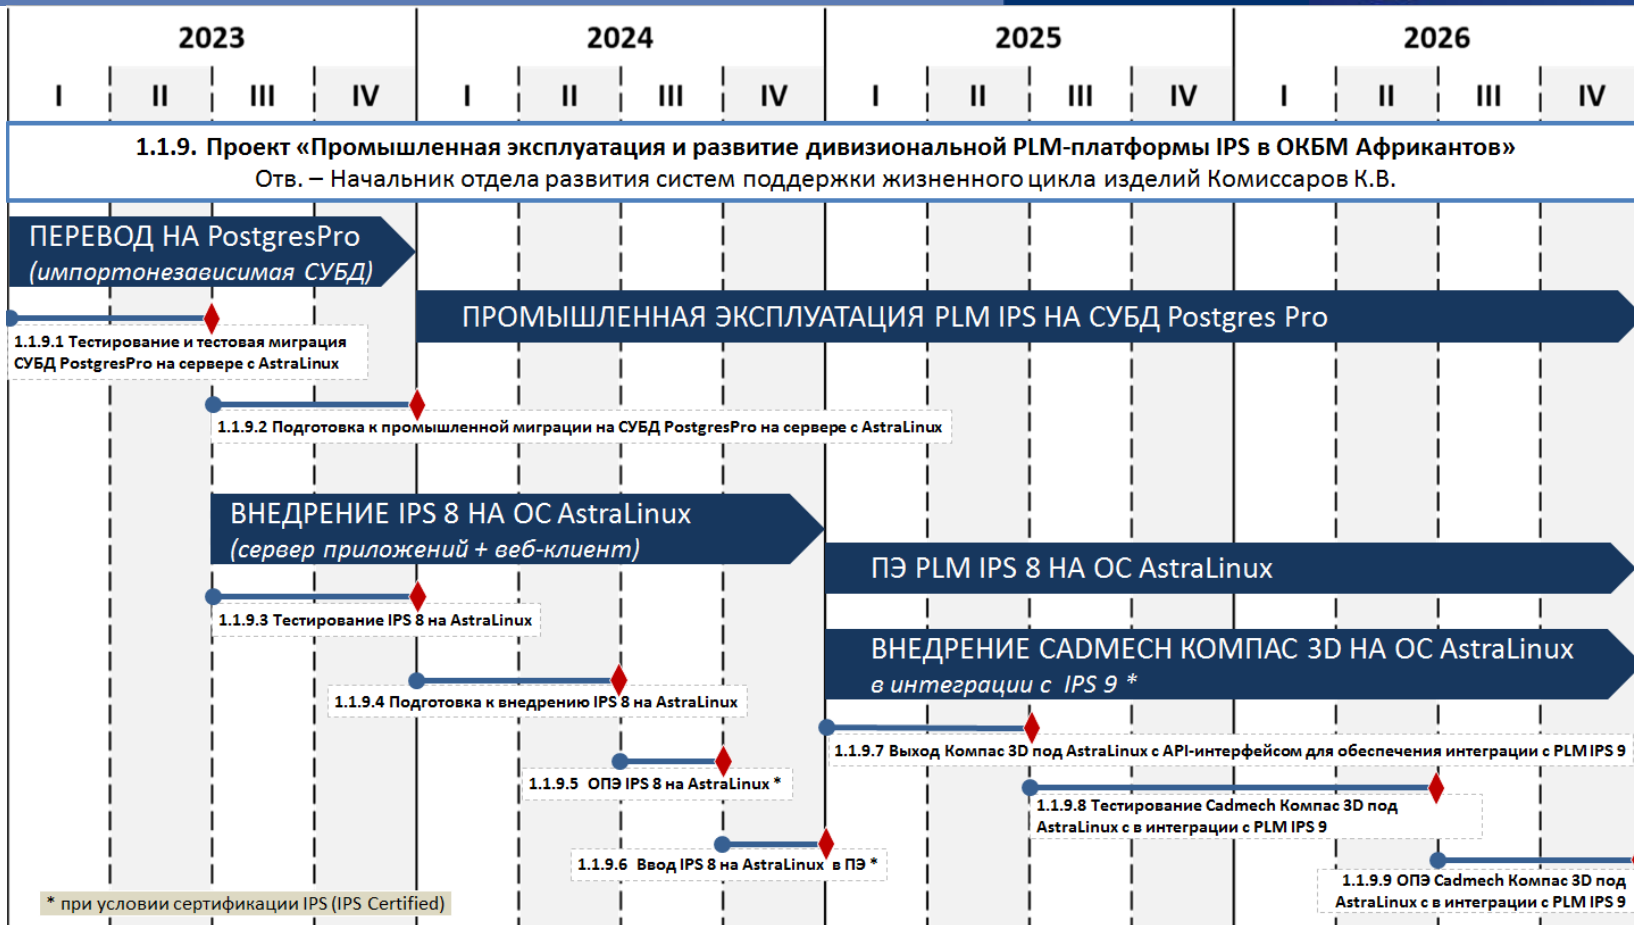 2023 2024 2025 2026
I II III IV I II III IV I II III IV I II III IV
1.1.9. Проект «Промышленная эксплуатация и развитие дивизиональной PLM-платформы IPS в ОКБМ Африкантов»
Отв. – Начальник отдела развития систем поддержки жизненного цикла изделий Комиссаров К.В.
ПЕРЕВОД НА PostgresPro
(импортонезависимая СУБД)
ПРОМЫШЛЕННАЯ ЭКСПЛУАТАЦИЯ PLM IPS НА СУБД Postgres Pro
1.1.9.1 Тестирование и тестовая миграция
СУБД PostgresPro на сервере с AstraLinux
1.1.9.2 Подготовка к промышленной миграции на СУБД PostgresPro на сервере с AstraLinux
ВНЕДРЕНИЕ IPS 8 НА ОС AstraLinux
(сервер приложений + веб-клиент)
ПЭ PLM IPS 8 НА ОС AstraLinux
1.1.9.3 Тестирование IPS 8 на AstraLinux
ВНЕДРЕНИЕ CADMECH КОМПАС 3D НА ОС AstraLinux
в интеграции с IPS 9 *
1.1.9.4 Подготовка к внедрению IPS 8 на AstraLinux
1.1.9.7 Выход Компас 3D под AstraLinux с API-интерфейсом для обеспечения интеграции с PLM IPS 9
1.1.9.5 ОПЭ IPS 8 на AstraLinux *
1.1.9.8 Тестирование Cadmech Компас 3D под
AstraLinux с в интеграции с PLM IPS 9
1.1.9.6 Ввод IPS 8 на AstraLinux в ПЭ *
1.1.9.9 ОПЭ Cadmech Компас 3D под
AstraLinux с в интеграции с PLM IPS 9
* при условии сертификации IPS (IPS Certified)